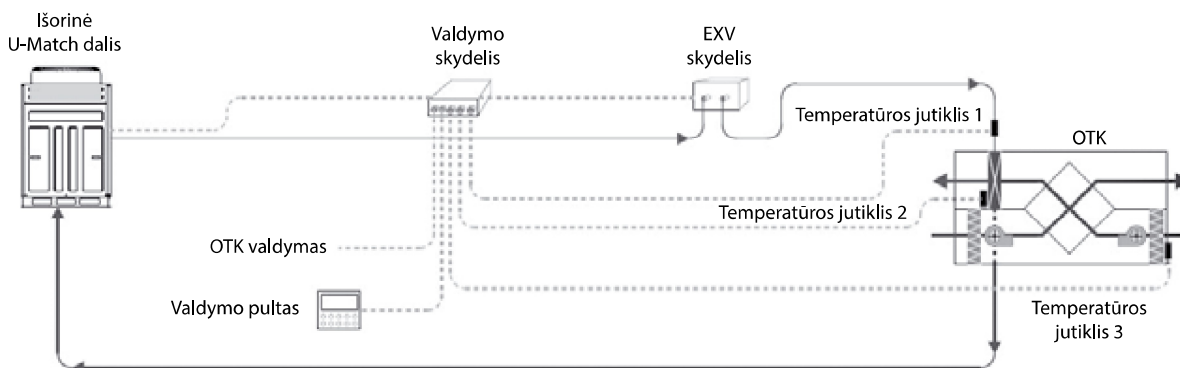 Išorinė
U-Match dalis
Valdymo
skydelis
EXV
skydelis
Temperatūros jutiklis 1
OTK
Temperatūros jutiklis 2
OTK valdymas
Valdymo pultas
Temperatūros
jutiklis 3